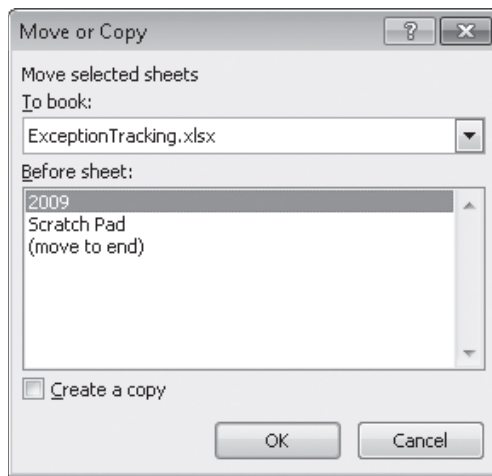 Move or Copy
Move selected sheets
To book:
ExceptionTracking.xlsx
Before sheet:
2009
Scratch Pad
(move to end)
Create a copy
OK Cancel